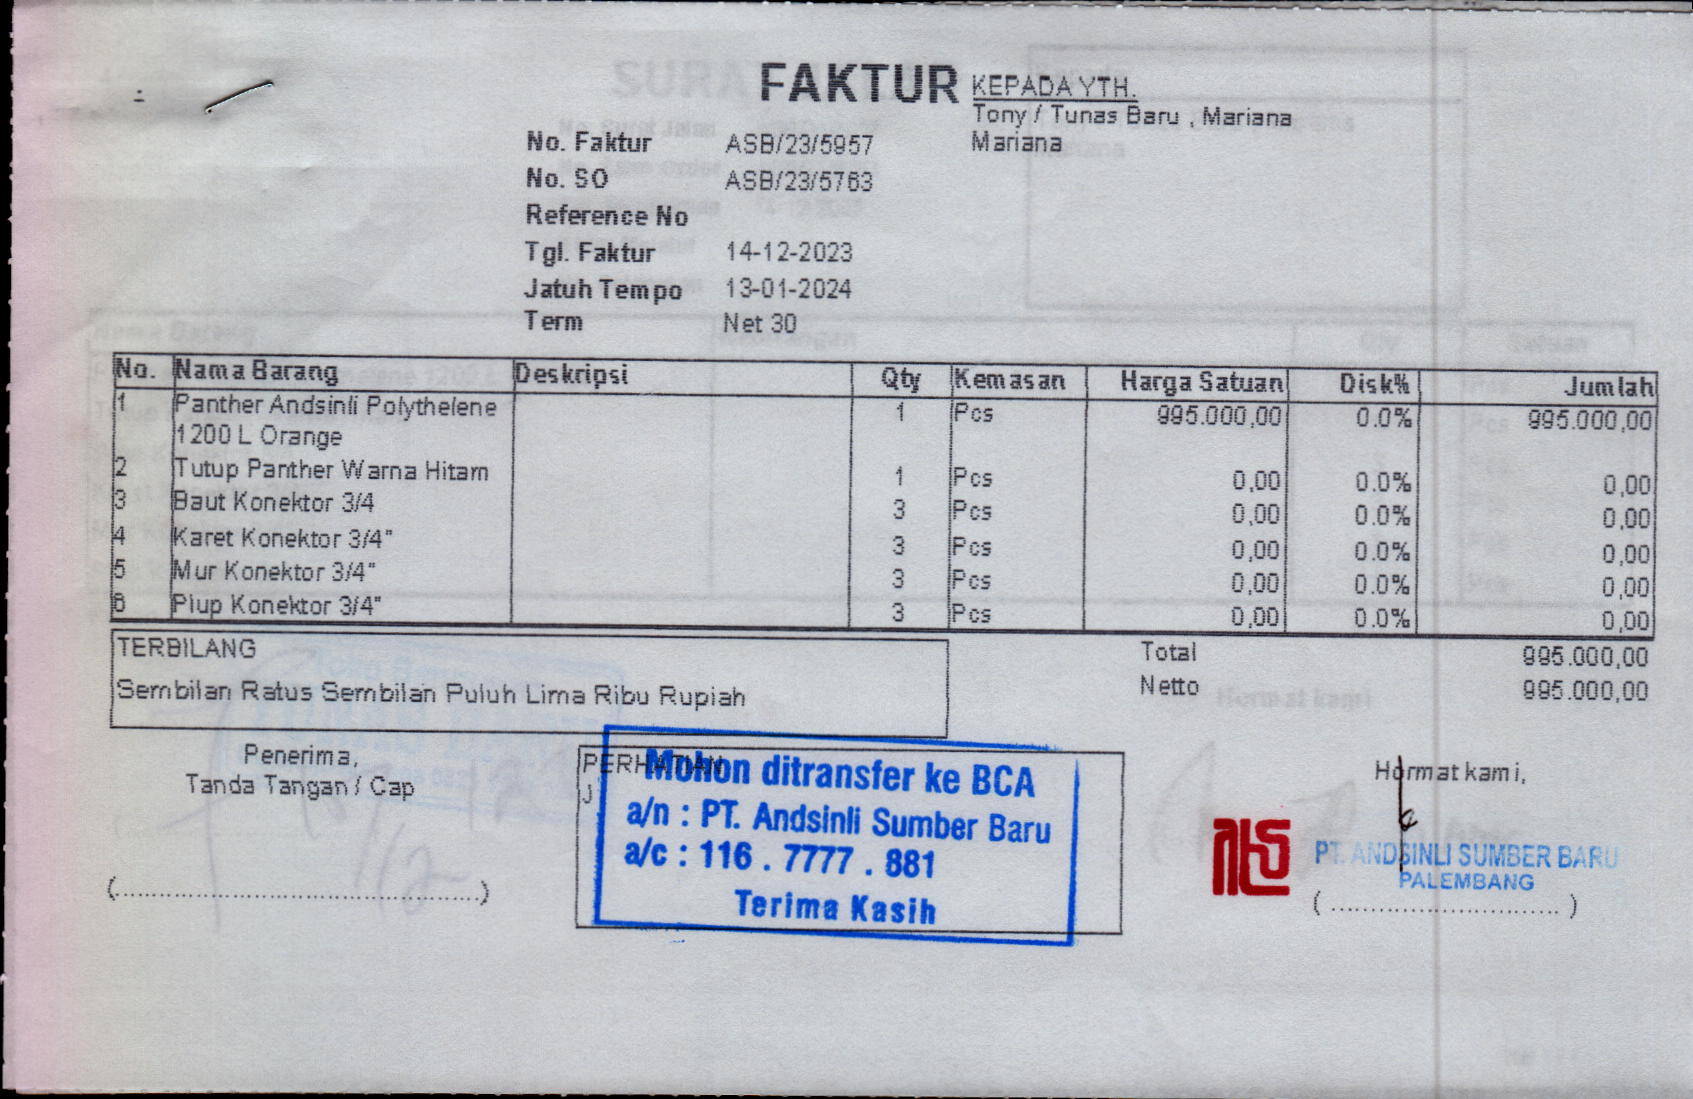 FAKTUR
KEPADA YTH.
Tony / Tunas Baru , Mariana
Mariana
No. Faktur ASB/23/5957
No. SO ASB/23/5763
Reference No
Tgl. Faktur 14-12-2023
Jatuh Tempo 13-01-2024
Term Net 30
No. Nama Barang Deskripsi Qty Kemasan Harga Satuan Disk% Jumlah
1 Panther Andsinli Polythelene 1 Pcs 995.000,00 0.0% 995.000,00
1200 L Orange
2 Tutup Panther Warna Hitam 1 Pcs 0,00 0.0% 0,00
3 Baut Konektor 3/4 3 Pcs 0,00 0.0% 0,00
4 Karet Konektor 3/4" 3 Pcs 0,00 0.0% 0,00
5 Mur Konektor 3/4" 3 Pcs 0,00 0.0% 0,00
6 Plup Konektor 3/4" 3 Pcs 0,00 0.0% 0,00
TERBILANG
Sembilan Ratus Sembilan Puluh Lima Ribu Rupiah
Total 995.000,00
Netto 995.000,00
Penerima,
Tanda Tangan / Cap
(............................................)
PERHATIAN
Mohon ditransfer ke BCA
a/n : PT. Andsinli Sumber Baru
a/c : 116 . 7777 . 881
Terima Kasih
Hormat kami,
PT. ANDSINLI SUMBER BARU
PALEMBANG
( ............................ )